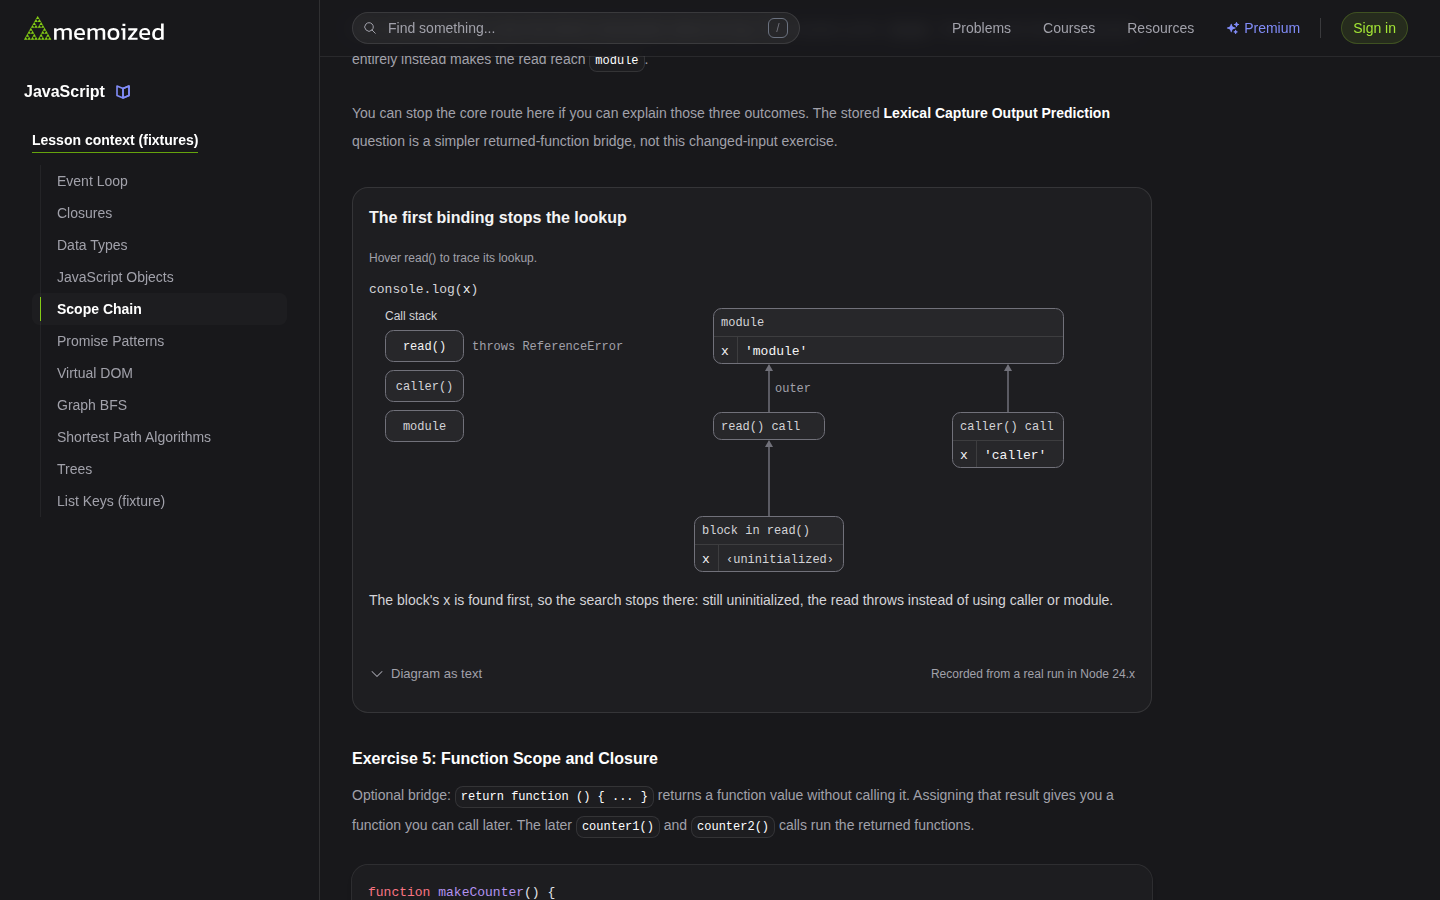 memoized
Find something...
/
Problems
Courses
Resources
Premium
Sign in
JavaScript
Lesson context (fixtures)
Event Loop
Closures
Data Types
JavaScript Objects
Scope Chain
Promise Patterns
Virtual DOM
Graph BFS
Shortest Path Algorithms
Trees
List Keys (fixture)
entirely instead makes the read reach module.
You can stop the core route here if you can explain those three outcomes. The stored Lexical Capture Output Prediction
question is a simpler returned-function bridge, not this changed-input exercise.
The first binding stops the lookup
Hover read() to trace its lookup.
console.log(x)
Call stack
read() throws ReferenceError
caller()
module
module
x 'module'
outer
read() call
caller() call
x 'caller'
block in read()
x ‹uninitialized›
The block's x is found first, so the search stops there: still uninitialized, the read throws instead of using caller or module.
Diagram as text
Recorded from a real run in Node 24.x
Exercise 5: Function Scope and Closure
Optional bridge: return function () { ... } returns a function value without calling it. Assigning that result gives you a
function you can call later. The later counter1() and counter2() calls run the returned functions.
function makeCounter() {